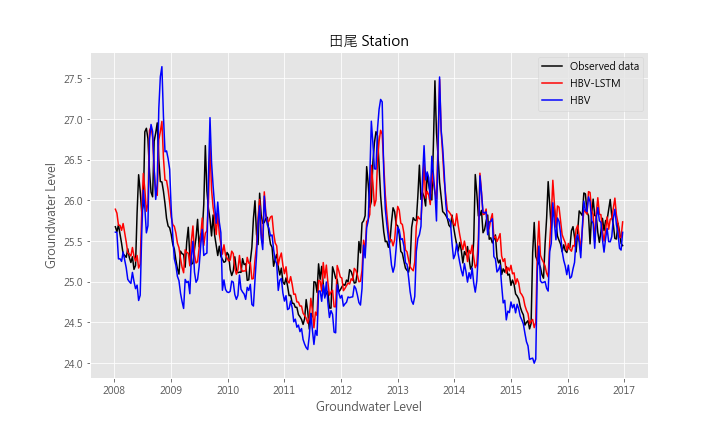 田尾 Station
Observed data
HBV-LSTM
HBV
Groundwater Level
27.5
27.0
26.5
26.0
25.5
25.0
24.5
24.0
2008 2009 2010 2011 2012 2013 2014 2015 2016 2017
Groundwater Level